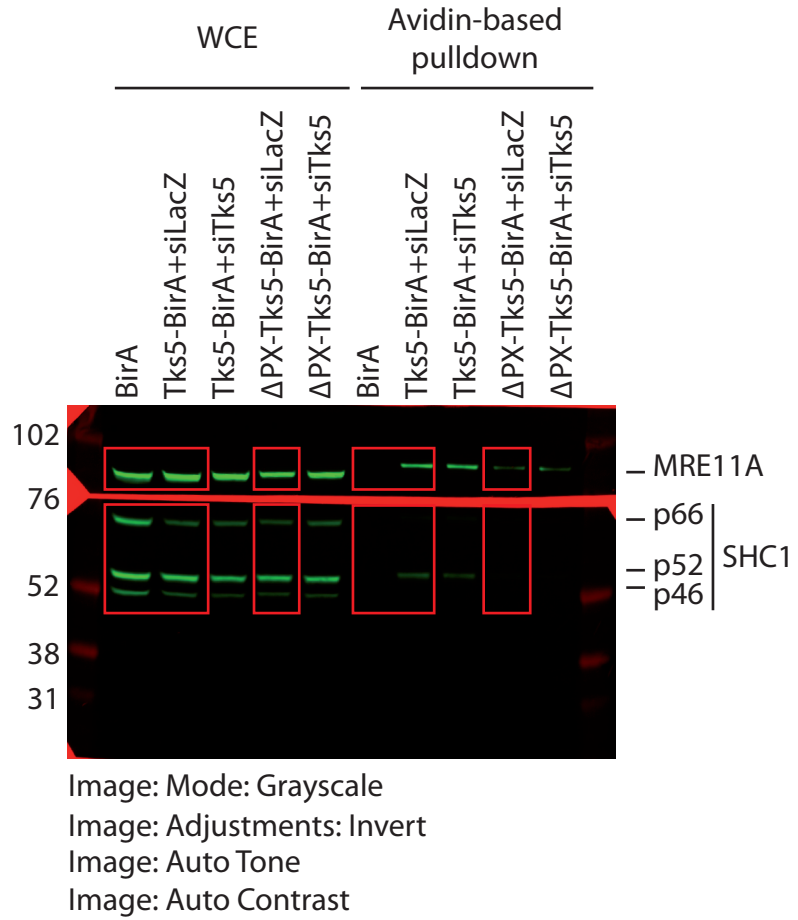 WCE
Avidin-based
pulldown
BirA
Tks5-BirA+siLacZ
Tks5-BirA+siTks5
ΔPX-Tks5-BirA+siLacZ
ΔPX-Tks5-BirA+siTks5
BirA
Tks5-BirA+siLacZ
Tks5-BirA+siTks5
ΔPX-Tks5-BirA+siLacZ
ΔPX-Tks5-BirA+siTks5
102
76
52
38
31
MRE11A
p66
p52
p46
SHC1
Image: Mode: Grayscale
Image: Adjustments: Invert
Image: Auto Tone
Image: Auto Contrast